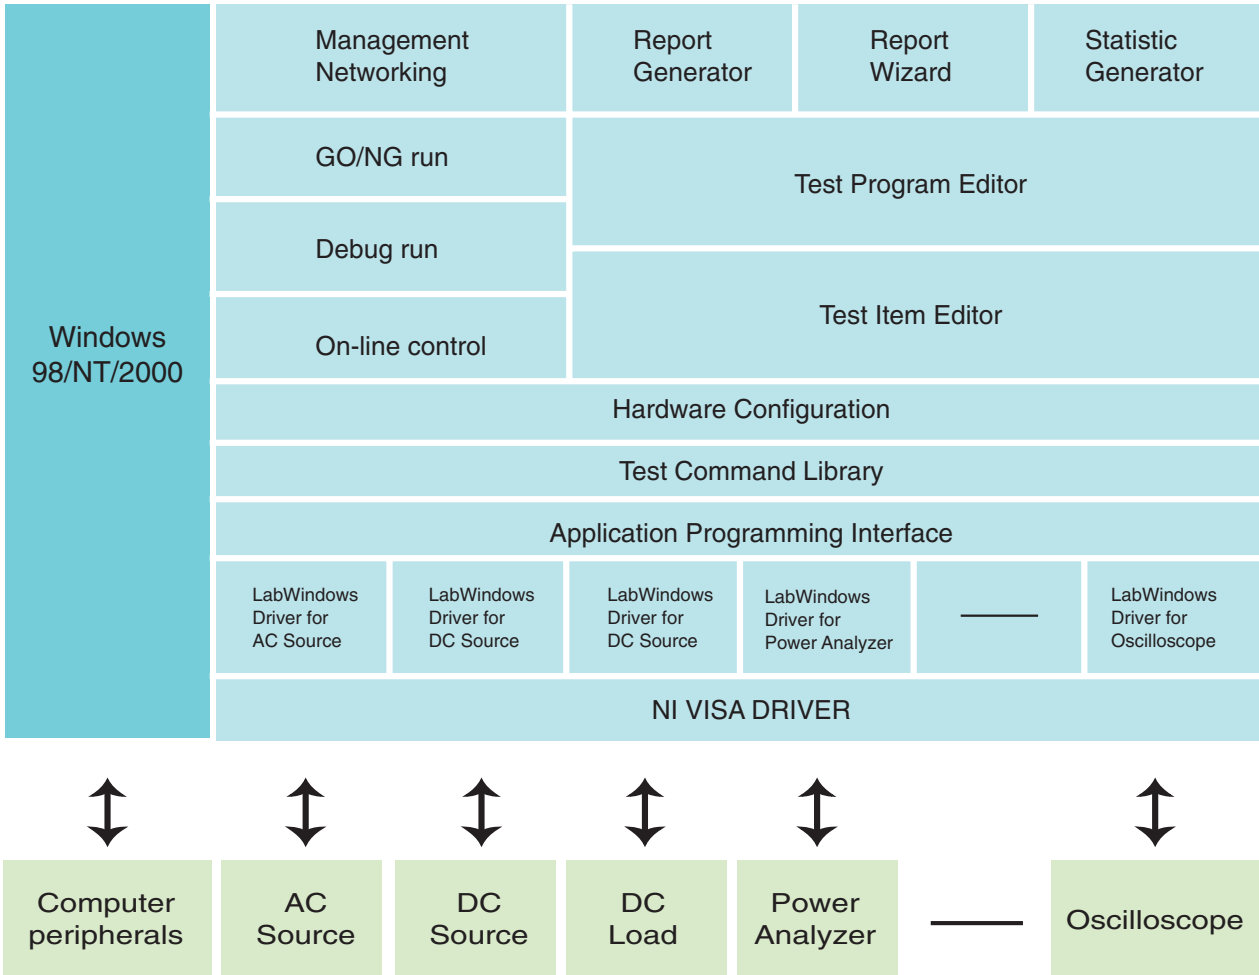 Management
Networking
Report
Generator
Report
Wizard
Statistic
Generator
GO/NG run
Test Program Editor
Debug run
Windows
98/NT/2000
On-line control
Test Item Editor
Hardware Configuration
Test Command Library
Application Programming Interface
LabWindows
Driver for
AC Source
LabWindows
Driver for
DC Source
LabWindows
Driver for
DC Source
LabWindows
Driver for
Power Analyzer
LabWindows
Driver for
Oscilloscope
NI VISA DRIVER
Computer
peripherals
AC
Source
DC
Source
DC
Load
Power
Analyzer
Oscilloscope